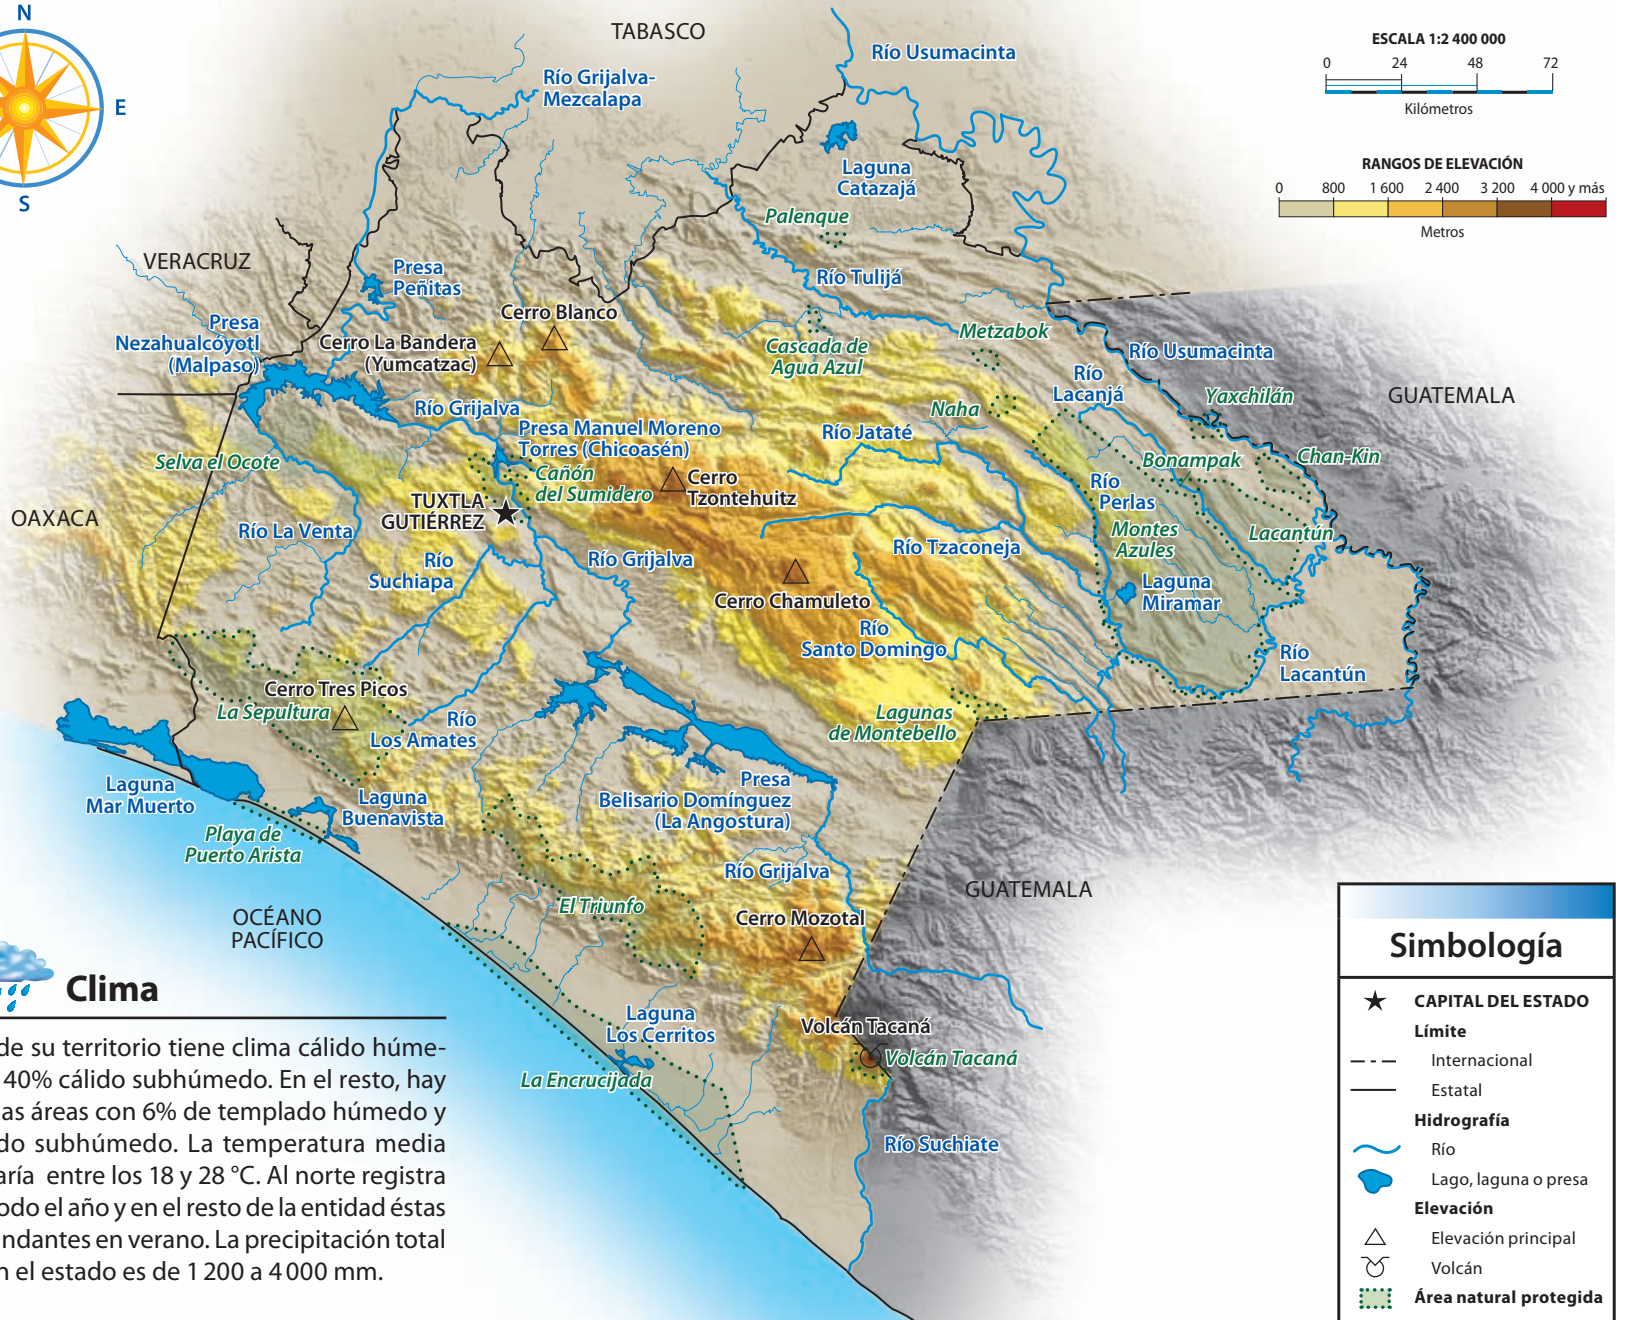 N
E
S
TABASCO
Río Usumacinta
Río Grijalva-
Mezcalapa
ESCALA 1:2 400 000
0 24 48 72
Kilómetros
RANGOS DE ELEVACIÓN
0 800 1 600 2 400 3 200 4 000 y más
Metros
Laguna
Catazajá
Palenque
VERACRUZ
Presa
Peñitas
Río Tulijá
Cerro Blanco
Presa
Nezahualcóyotl
(Malpaso)
Cerro La Bandera
(Yumcatzac)
Cascada de
Agua Azul
Metzabok
Río Usumacinta
Río
Lacanjá
Yaxchilán
GUATEMALA
Naha
Río Grijalva
Presa Manuel Moreno
Torres (Chicoasén)
Río Jataté
Selva el Ocote
Cañón
del Sumidero
Cerro
Tzontehuitz
Bonampak
Chan-Kin
Río
Perlas
TUXTLA
GUTIÉRREZ
OAXACA
Río La Venta
Montes
Azules
Lacantún
Río
Suchiapa
Río Grijalva
Río Tzaconeja
Laguna
Miramar
Cerro Chamuleto
Río
Santo Domingo
Río
Lacantún
Cerro Tres Picos
La Sepultura
Río
Los Amates
Lagunas
de Montebello
Laguna
Mar Muerto
Laguna
Buenavista
Presa
Belisario Domínguez
(La Angostura)
Playa de
Puerto Arista
Río Grijalva
GUATEMALA
El Triunfo
Cerro Mozotal
OCÉANO
PACÍFICO
Laguna
Los Cerritos
Volcán Tacaná
Volcán Tacaná
La Encrucijada
Río Suchiate
Clima
de su territorio tiene clima cálido húme-
40% cálido subhúmedo. En el resto, hay
as áreas con 6% de templado húmedo y
do subhúmedo. La temperatura media
aría entre los 18 y 28 °C. Al norte registra
odo el año y en el resto de la entidad éstas
ndantes en verano. La precipitación total
n el estado es de 1 200 a 4 000 mm.
Simbología
CAPITAL DEL ESTADO
Límite
Internacional
Estatal
Hidrografía
Río
Lago, laguna o presa
Elevación
Elevación principal
Volcán
Área natural protegida